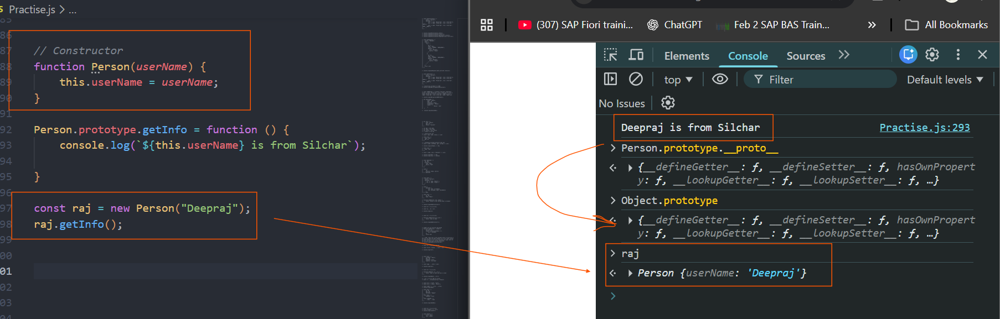 Practise.js > ...
86
87
// Constructor
88
function Person(userName) {
89
this.userName = userName;
90
}
91
92
Person.prototype.getInfo = function () {
93
console.log(`${this.userName} is from Silchar`);
94
95
}
96
97
const raj = new Person("Deepraj");
98
raj.getInfo();
99
00
01
02
03
(307) SAP Fiori traini...
ChatGPT
Feb 2 SAP BAS Train...
All Bookmarks
Elements
Console
Sources
top
Filter
Default levels
No Issues
Deepraj is from Silchar
Practise.js:293
> Person.prototype.__proto__
{__defineGetter__: ƒ, __defineSetter__: ƒ, hasOwnPropert
y: ƒ, __lookupGetter__: ƒ, __lookupSetter__: ƒ, …}
> Object.prototype
{__defineGetter__: ƒ, __defineSetter__: ƒ, hasOwnPropert
y: ƒ, __lookupGetter__: ƒ, __lookupSetter__: ƒ, …}
> raj
Person {userName: 'Deepraj'}
>